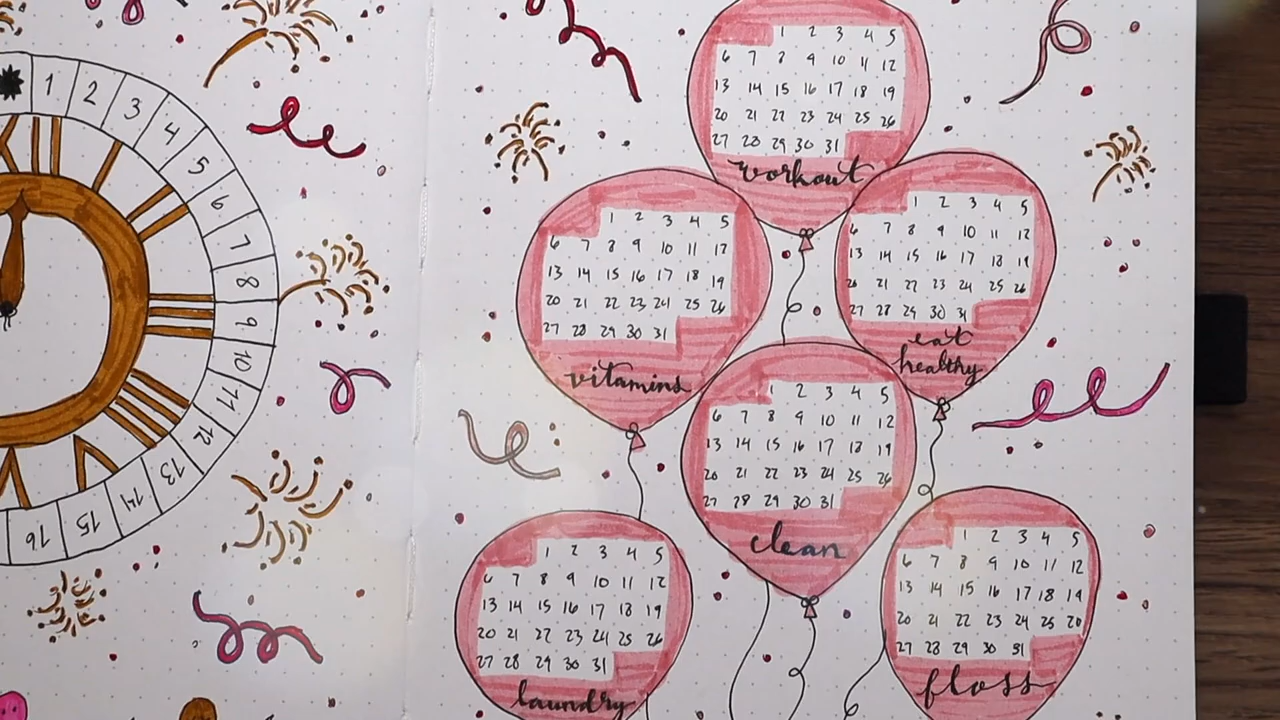 1
2
3
4
5
6
7
8
9
10
11
12
13
14
15
16
1 2 3 4 5
6 7 8 9 10 11 12
13 14 15 16 17 18 19
20 21 22 23 24 25 26
27 28 29 30 31
workout
1 2 3 4 5
6 7 8 9 10 11 12
13 14 15 16 17 18 19
20 21 22 23 24 25 26
27 28 29 30 31
vitamins
1 2 3 4 5
6 7 8 9 10 11 12
13 14 15 16 17 18 19
20 21 22 23 24 25 26
27 28 29 30 31
eat
healthy
1 2 3 4 5
6 7 8 9 10 11 12
13 14 15 16 17 18 19
20 21 22 23 24 25 26
27 28 29 30 31
clean
1 2 3 4 5
6 7 8 9 10 11 12
13 14 15 16 17 18 19
20 21 22 23 24 25 26
27 28 29 30 31
laundry
1 2 3 4 5
6 7 8 9 10 11 12
13 14 15 16 17 18 19
20 21 22 23 24 25 26
27 28 29 30 31
floss